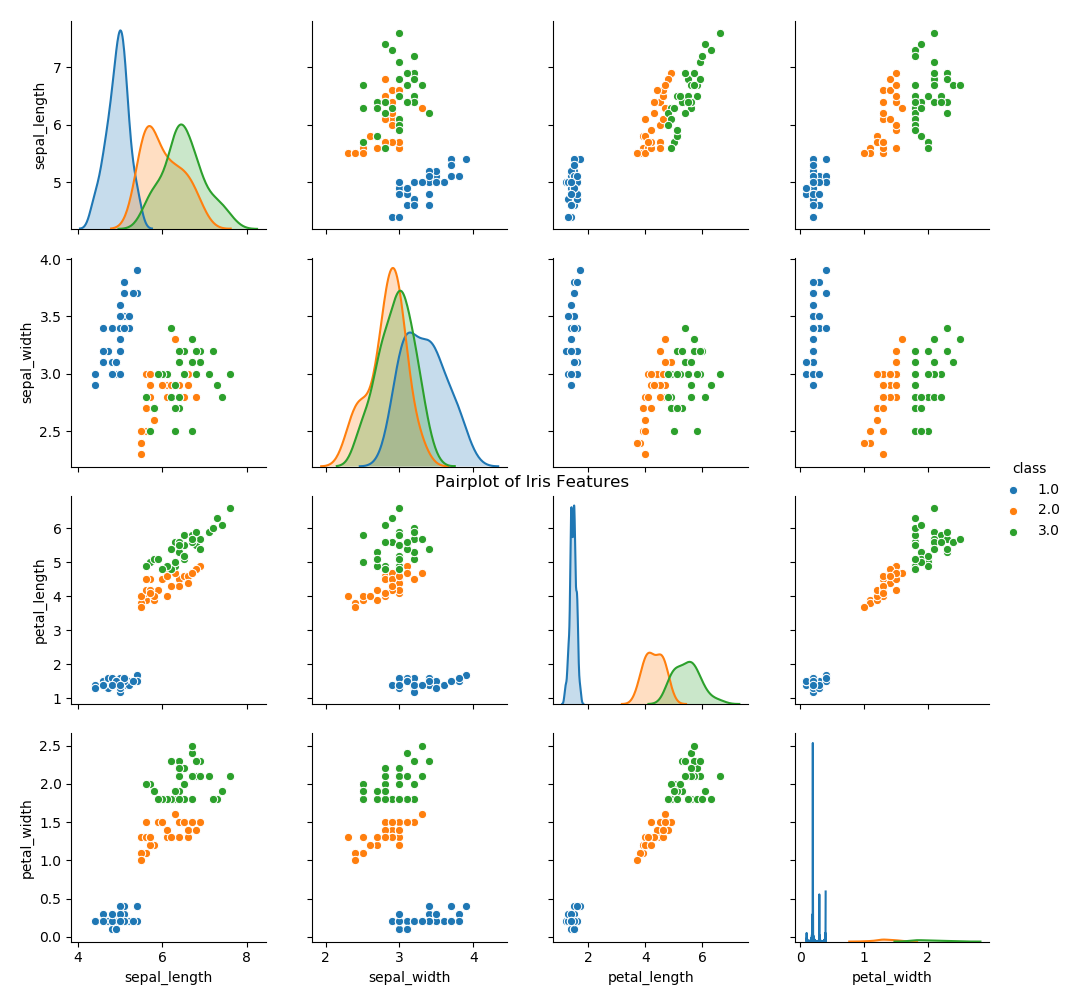 7
6
5
sepal_length
4.0
3.5
3.0
2.5
sepal_width
Pairplot of Iris Features
class
1.0
2.0
3.0
6
5
4
3
2
1
petal_length
2.5
2.0
1.5
1.0
0.5
0.0
petal_width
4 6 8 2 3 4 2 4 6 0 1 2
sepal_length sepal_width petal_length petal_width